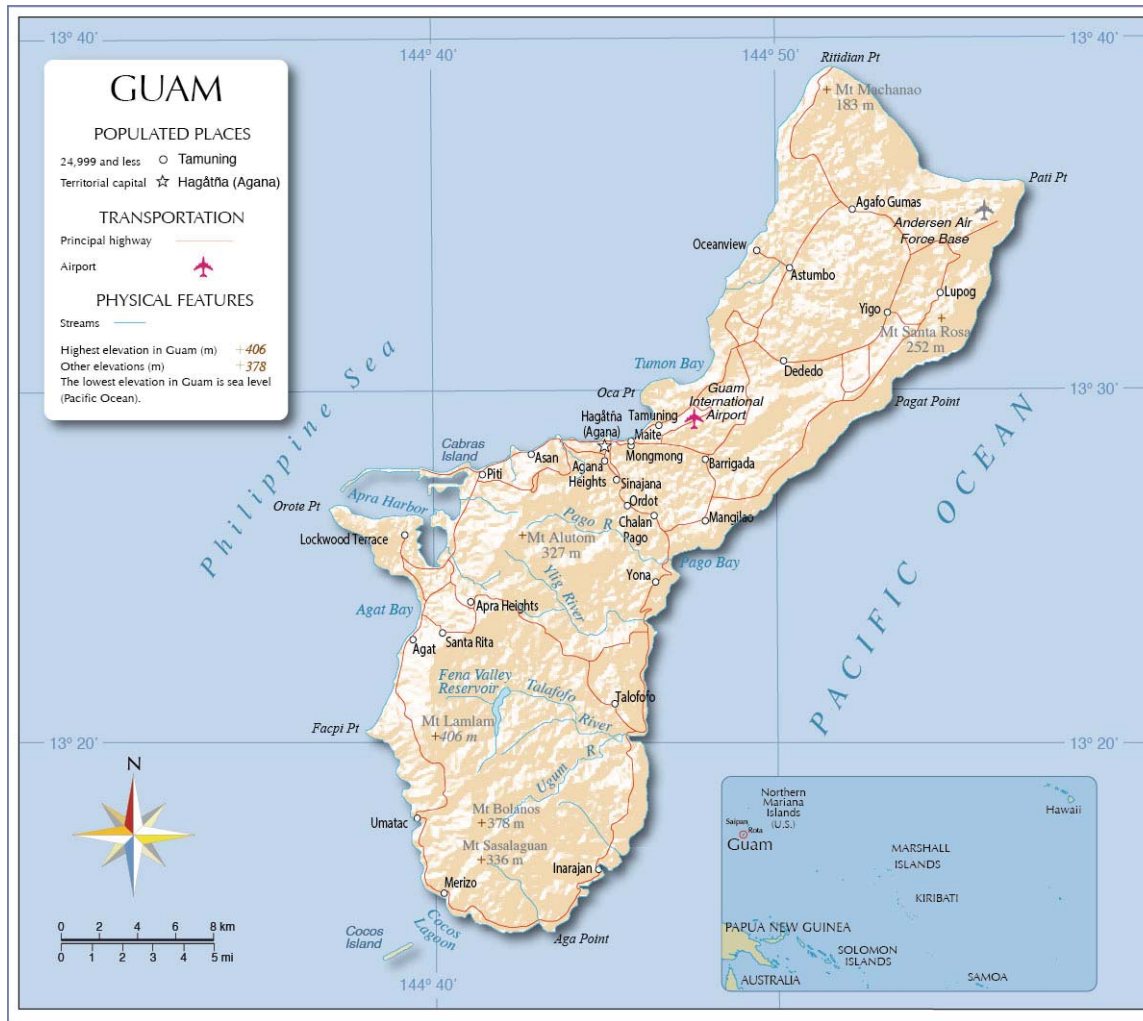 13° 40'
144° 40'
144° 50'
13° 40'
GUAM
POPULATED PLACES
24,999 and less Tamuning
Territorial capital Hagåtña (Agana)
TRANSPORTATION
Principal highway
Airport
PHYSICAL FEATURES
Streams
Highest elevation in Guam (m) +406
Other elevations (m) +378
The lowest elevation in Guam is sea level
(Pacific Ocean).
Ritidian Pt
+ Mt Machanao
183 m
Pati Pt
Agafo Gumas
Andersen Air
Force Base
Oceanview
Astumbo
Lupog
Yigo
Mt Santa Rosa
252 m
Tumon Bay
Dededo
Philippine Sea
Oca Pt
Guam
International
Airport
Pagat Point
13° 30'
Hagåtña
(Agana)
Tamuning
Maite
Mongmong
Cabras
Island
Asan
Piti
Agana
Heights
Barrigada
Sinajana
Apra Harbor
Orote Pt
Ordot
Chalan
Pago
Mangilao
Pago R
Lockwood Terrace
+Mt Alutom
327 m
Pago Bay
Yona
Ylig River
PACIFIC OCEAN
Agat Bay
Apra Heights
Santa Rita
Agat
Fena Valley
Reservoir
Talafofo River
Talofofo
Facpi Pt
Mt Lamlam
+406 m
13° 20'
13° 20'
Ugum R
N
Umatac
Mt Bolanos
+378 m
Mt Sasalaguan
+336 m
Inarajan
Merizo
Cocos
Lagoon
Cocos
Island
Aga Point
0 2 4 6 8 km
0 1 2 3 4 5 mi
144° 40'
Northern
Mariana
Islands
(U.S.)
Saipan
Rota
Guam
Hawaii
MARSHALL
ISLANDS
KIRIBATI
PAPUA NEW GUINEA
SOLOMON
ISLANDS
AUSTRALIA
SAMOA
144° 50'